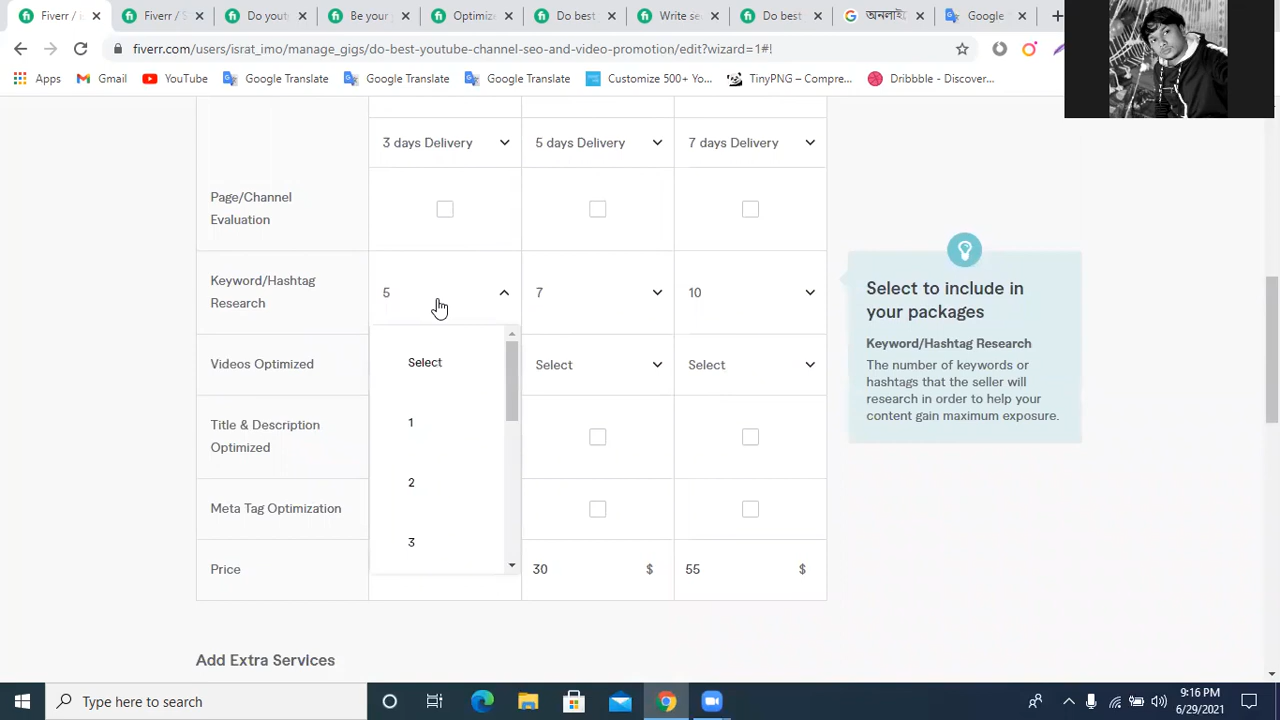 Fiverr / 
Fiverr / S
Do yout
Be your
Optimiz
Do best
Write se
Do best
অনলাই
Google T
fiverr.com/users/israt_imo/manage_gigs/do-best-youtube-channel-seo-and-video-promotion/edit?wizard=1#!
Apps
Gmail
YouTube
Google Translate
Google Translate
Google Translate
Customize 500+ Yo...
TinyPNG – Compre...
Dribbble - Discover...
3 days Delivery
5 days Delivery
7 days Delivery
Page/Channel
Evaluation
Keyword/Hashtag
Research
5
7
10
Select
1
2
3
Videos Optimized
Select
Select
Title & Description
Optimized
Meta Tag Optimization
Price
30
$
55
$
Select to include in
your packages
Keyword/Hashtag Research
The number of keywords or
hashtags that the seller will
research in order to help your
content gain maximum exposure.
Add Extra Services
Type here to search
9:16 PM
6/29/2021